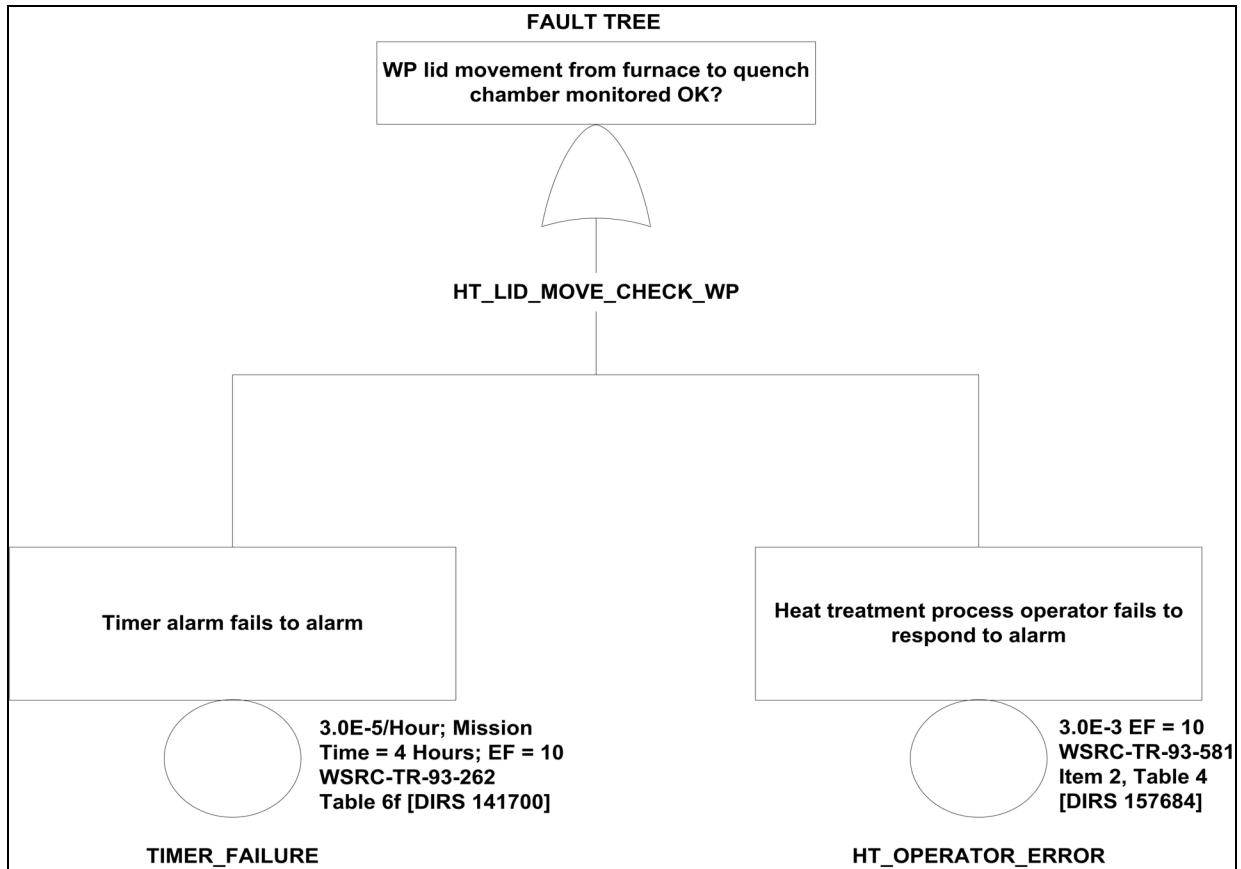 FAULT TREE
WP lid movement from furnace to quench
chamber monitored OK?
HT_LID_MOVE_CHECK_WP
Timer alarm fails to alarm
Heat treatment process operator fails to
respond to alarm
3.0E-5/Hour; Mission
Time = 4 Hours; EF = 10
WSRC-TR-93-262
Table 6f [DIRS 141700]
3.0E-3 EF = 10
WSRC-TR-93-581
Item 2, Table 4
[DIRS 157684]
TIMER_FAILURE
HT_OPERATOR_ERROR